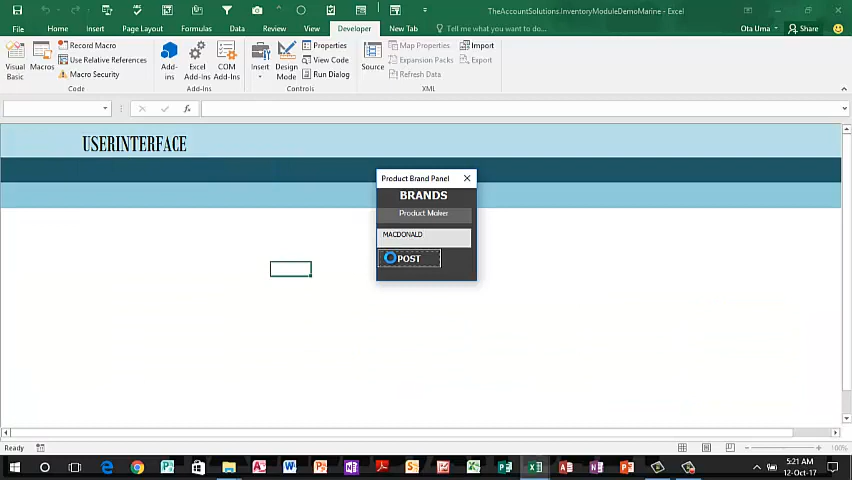 TheAccountSolutions.InventoryModuleDemoMarine - Excel
File Home Insert Page Layout Formulas Data Review View Developer New Tab Tell me what you want to do... Ota Uma Share
Visual Basic
Macros
Record Macro
Use Relative References
Macro Security
Code
Add-ins
Excel Add-Ins
COM Add-Ins
Add-Ins
Insert
Design Mode
Properties
View Code
Run Dialog
Controls
Source
Map Properties
Expansion Packs
Refresh Data
Import
Export
XML
fx
USERINTERFACE
Product Brand Panel
BRANDS
Product Maker
MACDONALD
POST
Ready
100%
5:21 AM
12-Oct-17